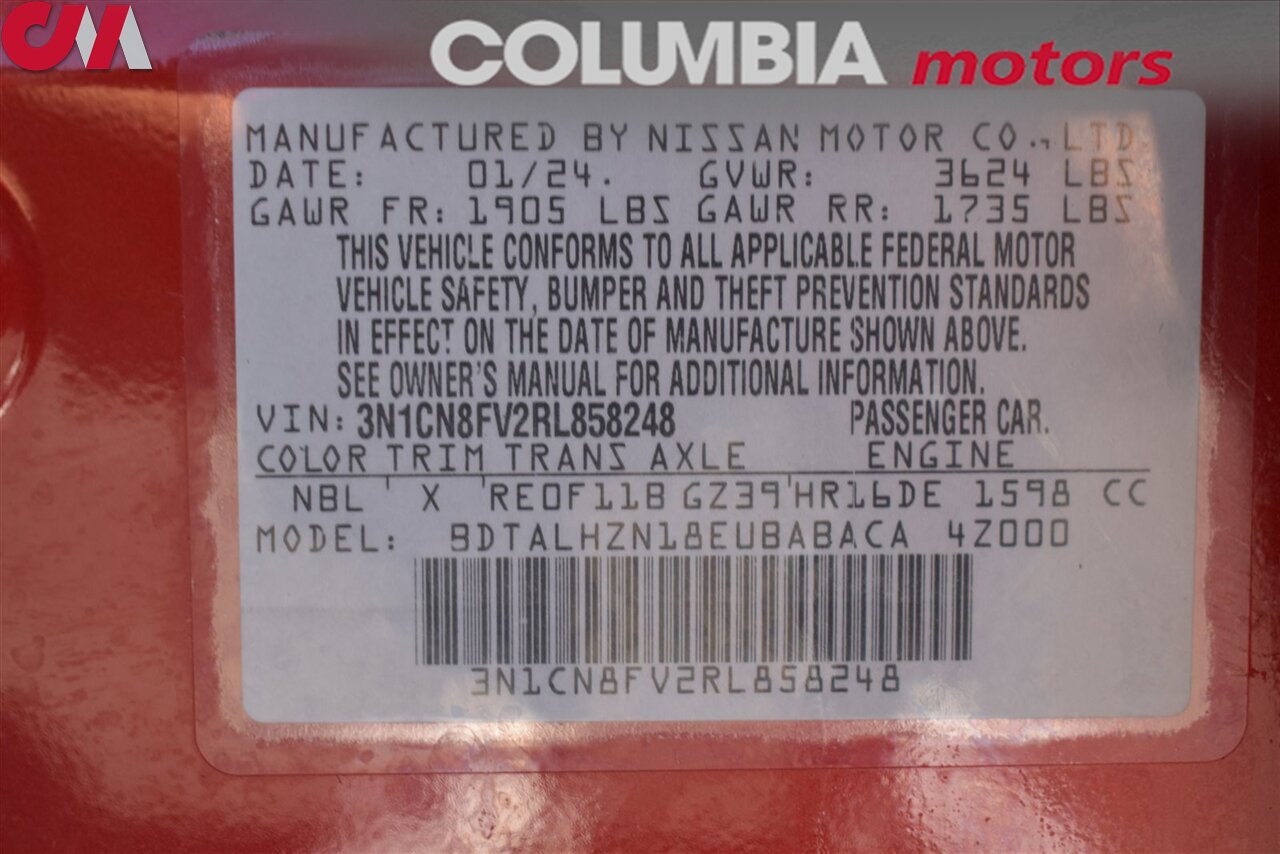 CM
COLUMBIA motors
MANUFACTURED BY NISSAN MOTOR CO., LTD.
DATE: 01/24. GVWR: 3624 LBS
GAWR FR: 1905 LBS GAWR RR: 1735 LBS
THIS VEHICLE CONFORMS TO ALL APPLICABLE FEDERAL MOTOR
VEHICLE SAFETY, BUMPER AND THEFT PREVENTION STANDARDS
IN EFFECT ON THE DATE OF MANUFACTURE SHOWN ABOVE.
SEE OWNER'S MANUAL FOR ADDITIONAL INFORMATION.
VIN: 3N1CN8FV2RL858248 PASSENGER CAR.
COLOR TRIM TRANS AXLE ENGINE
NBL ' X 'RE0F11B GZ39'HR16DE 1598 CC
MODEL: BDTALHZN18EUBABACA 4Z000
3N1CN8FV2RL858248